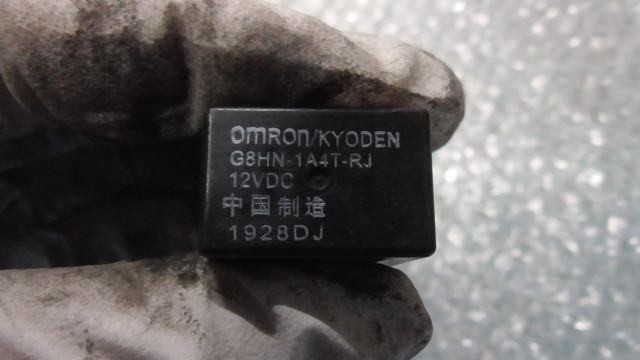 OMRON/KYODEN
G8HN-1A4T-RJ
12VDC
中国制造
1928DJ